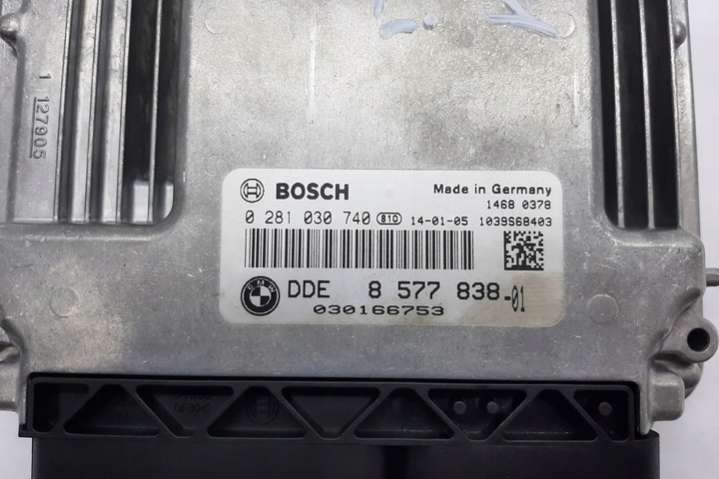 1 127905
BOSCH Made in Germany
1468 0378
0 281 030 740 810 14-01-05 1039S68403
BMW
DDE 8 577 838-01
030166753